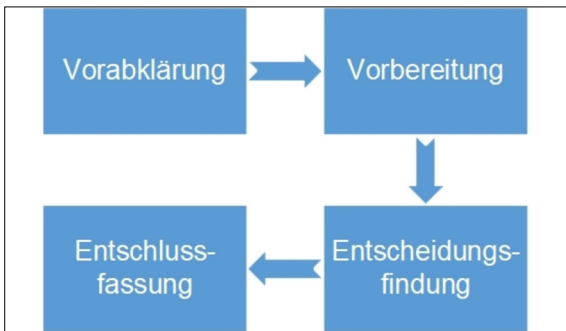 Vorabklärung
Vorbereitung
Entscheidungs-
findung
Entschluss-
fassung